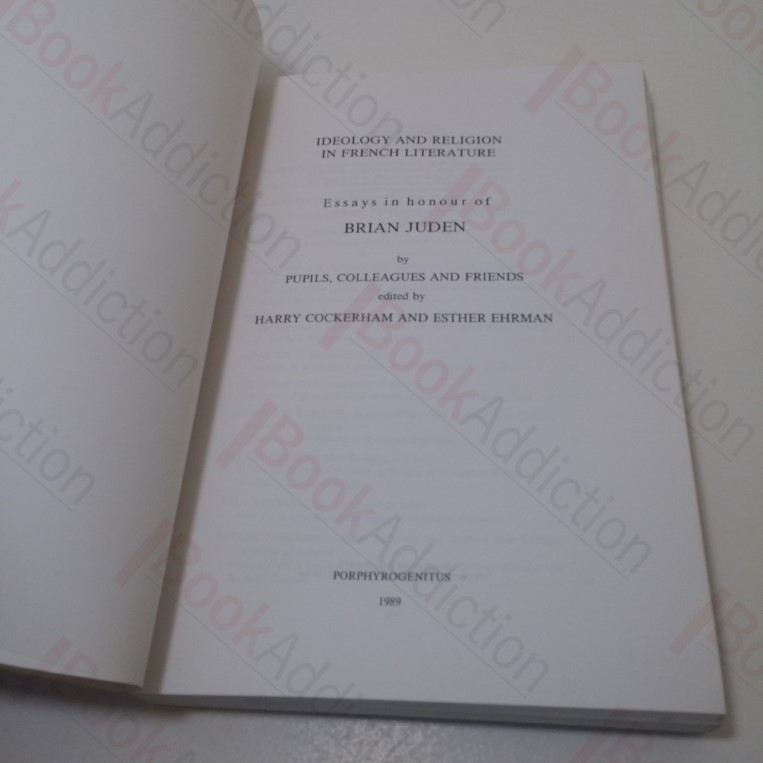 IDEOLOGY AND RELIGION
IN FRENCH LITERATURE
Essays in honour of
BRIAN JUDEN
by
PUPILS, COLLEAGUES AND FRIENDS
edited by
HARRY COCKERHAM AND ESTHER EHRMAN
PORPHYROGENITUS
1989
BookAddiction